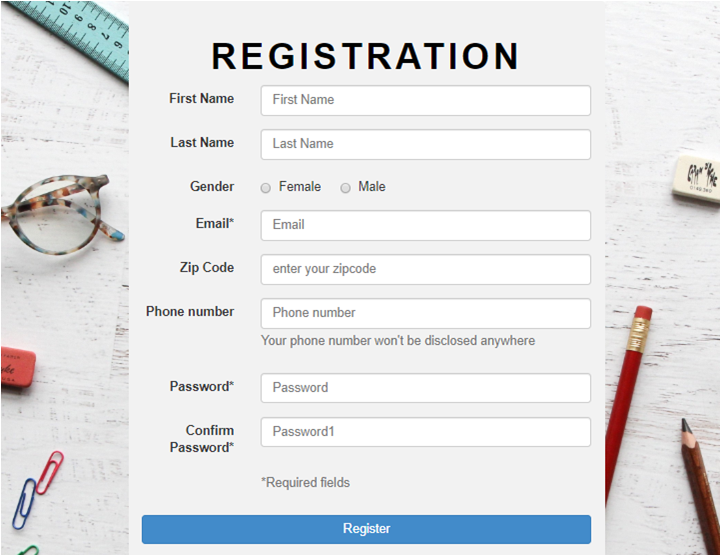 REGISTRATION
First Name First Name
Last Name Last Name
Gender Female Male
Email* Email
Zip Code enter your zipcode
Phone number Phone number
Your phone number won't be disclosed anywhere
Password* Password
Confirm
Password* Password1
*Required fields
Register